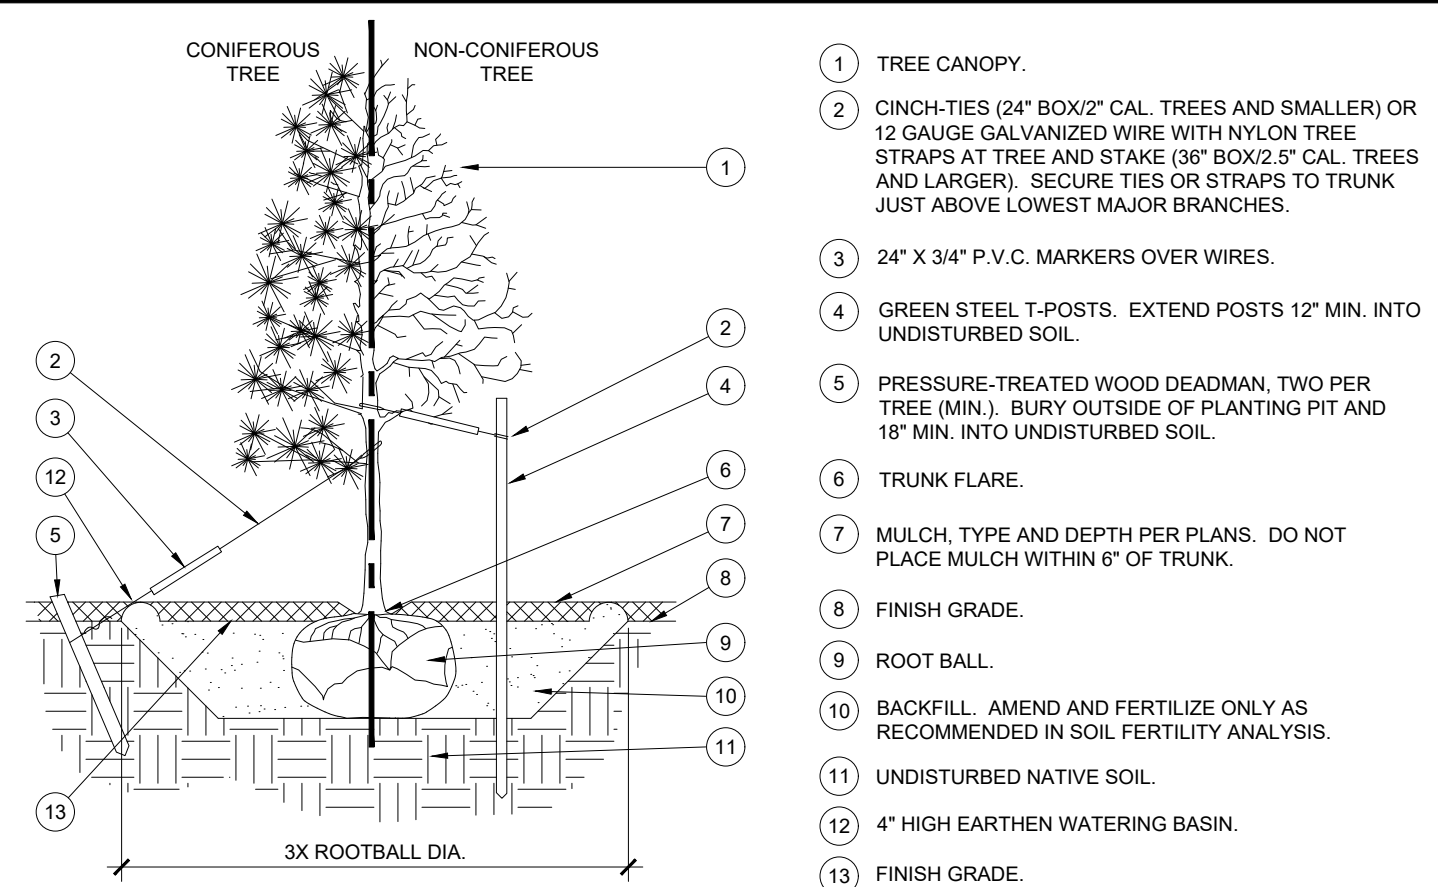 CONIFEROUS
TREE
NON-CONIFEROUS
TREE
1
2
4
6
7
8
9
10
11
2
3
12
5
13
3X ROOTBALL DIA.
1 TREE CANOPY.
2 CINCH-TIES (24" BOX/2" CAL. TREES AND SMALLER) OR
12 GAUGE GALVANIZED WIRE WITH NYLON TREE
STRAPS AT TREE AND STAKE (36" BOX/2.5" CAL. TREES
AND LARGER). SECURE TIES OR STRAPS TO TRUNK
JUST ABOVE LOWEST MAJOR BRANCHES.
3 24" X 3/4" P.V.C. MARKERS OVER WIRES.
4 GREEN STEEL T-POSTS. EXTEND POSTS 12" MIN. INTO
UNDISTURBED SOIL.
5 PRESSURE-TREATED WOOD DEADMAN, TWO PER
TREE (MIN.). BURY OUTSIDE OF PLANTING PIT AND
18" MIN. INTO UNDISTURBED SOIL.
6 TRUNK FLARE.
7 MULCH, TYPE AND DEPTH PER PLANS. DO NOT
PLACE MULCH WITHIN 6" OF TRUNK.
8 FINISH GRADE.
9 ROOT BALL.
10 BACKFILL. AMEND AND FERTILIZE ONLY AS
RECOMMENDED IN SOIL FERTILITY ANALYSIS.
11 UNDISTURBED NATIVE SOIL.
12 4" HIGH EARTHEN WATERING BASIN.
13 FINISH GRADE.